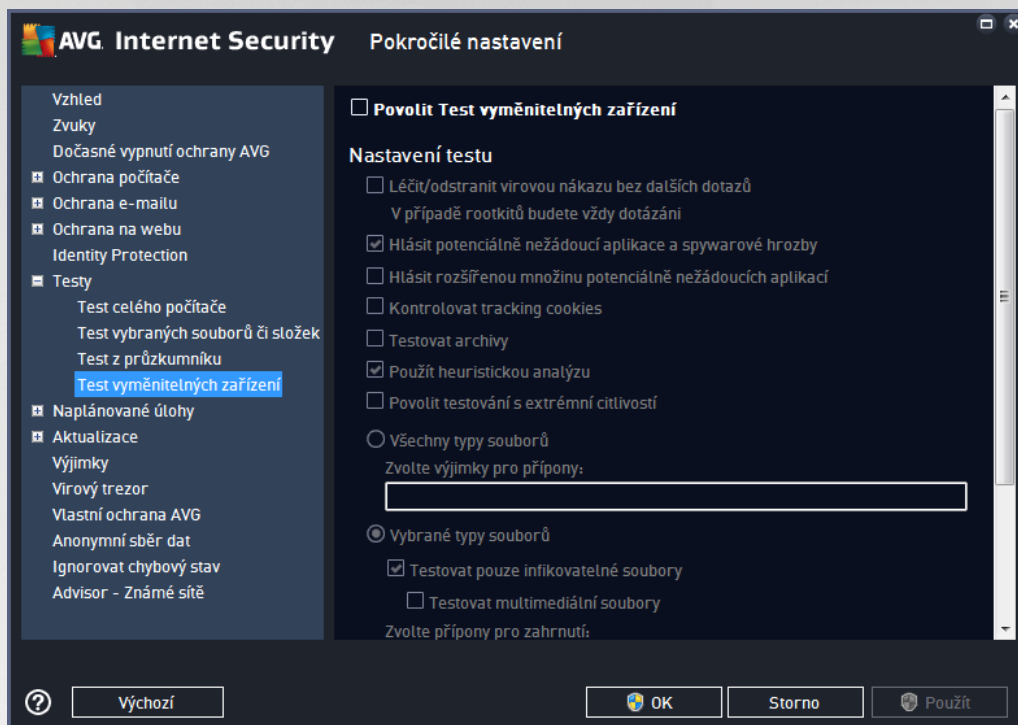 AVG. Internet Security Pokročilé nastavení
Vzhled
Zvuky
Dočasné vypnutí ochrany AVG
Ochrana počítače
Ochrana e-mailu
Ochrana na webu
Identity Protection
Testy
Test celého počítače
Test vybraných souborů či složek
Test z průzkumníku
Test vyměnitelných zařízení
Naplánované úlohy
Aktualizace
Výjimky
Virový trezor
Vlastní ochrana AVG
Anonymní sběr dat
Ignorovat chybový stav
Advisor - Známé sítě
Povolit Test vyměnitelných zařízení
Nastavení testu
Léčit/odstranit virovou nákazu bez dalších dotazů
V případě rootkitů budete vždy dotázáni
Hlásit potenciálně nežádoucí aplikace a spywarové hrozby
Hlásit rozšířenou množinu potenciálně nežádoucích aplikací
Kontrolovat tracking cookies
Testovat archivy
Použít heuristickou analýzu
Povolit testování s extrémní citlivostí
Všechny typy souborů
Zvolte výjimky pro přípony:
Vybrané typy souborů
Testovat pouze infikovatelné soubory
Testovat multimediální soubory
Zvolte přípony pro zahrnutí:
Výchozí
OK
Storno
Použít